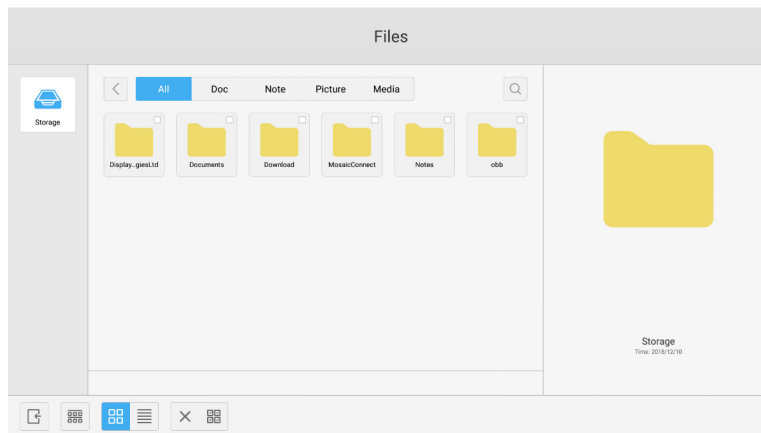 Files
Storage
All Doc Note Picture Media
Display..giesLtd Documents Download MosaicConnect Notes obb
Storage
Time: 2018/12/10